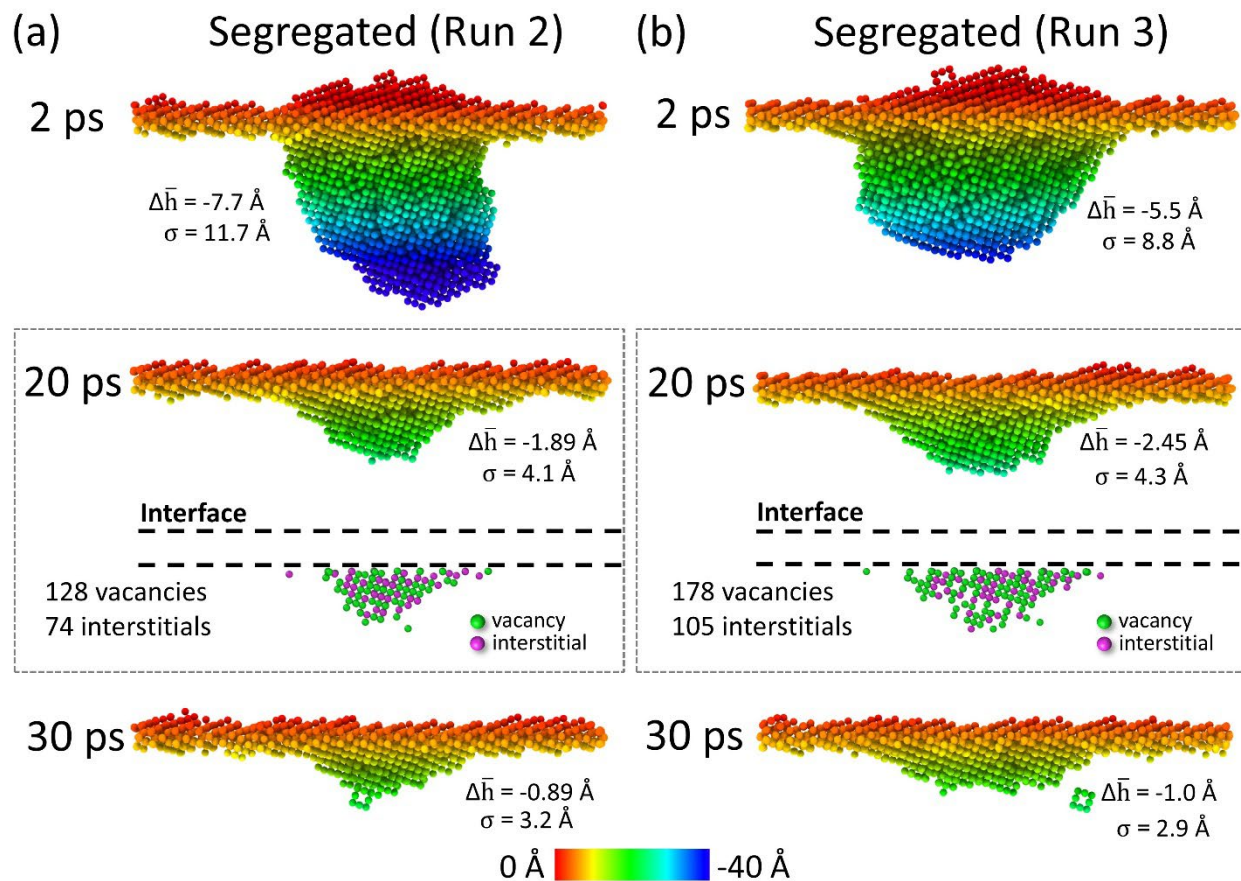 (a) Segregated (Run 2)
2 ps
Δh̄ = -7.7 Å
σ = 11.7 Å
20 ps
Δh̄ = -1.89 Å
σ = 4.1 Å
Interface
128 vacancies
74 interstitials
vacancy
interstitial
30 ps
Δh̄ = -0.89 Å
σ = 3.2 Å
(b) Segregated (Run 3)
2 ps
Δh̄ = -5.5 Å
σ = 8.8 Å
20 ps
Δh̄ = -2.45 Å
σ = 4.3 Å
Interface
178 vacancies
105 interstitials
vacancy
interstitial
30 ps
Δh̄ = -1.0 Å
σ = 2.9 Å
0 Å -40 Å